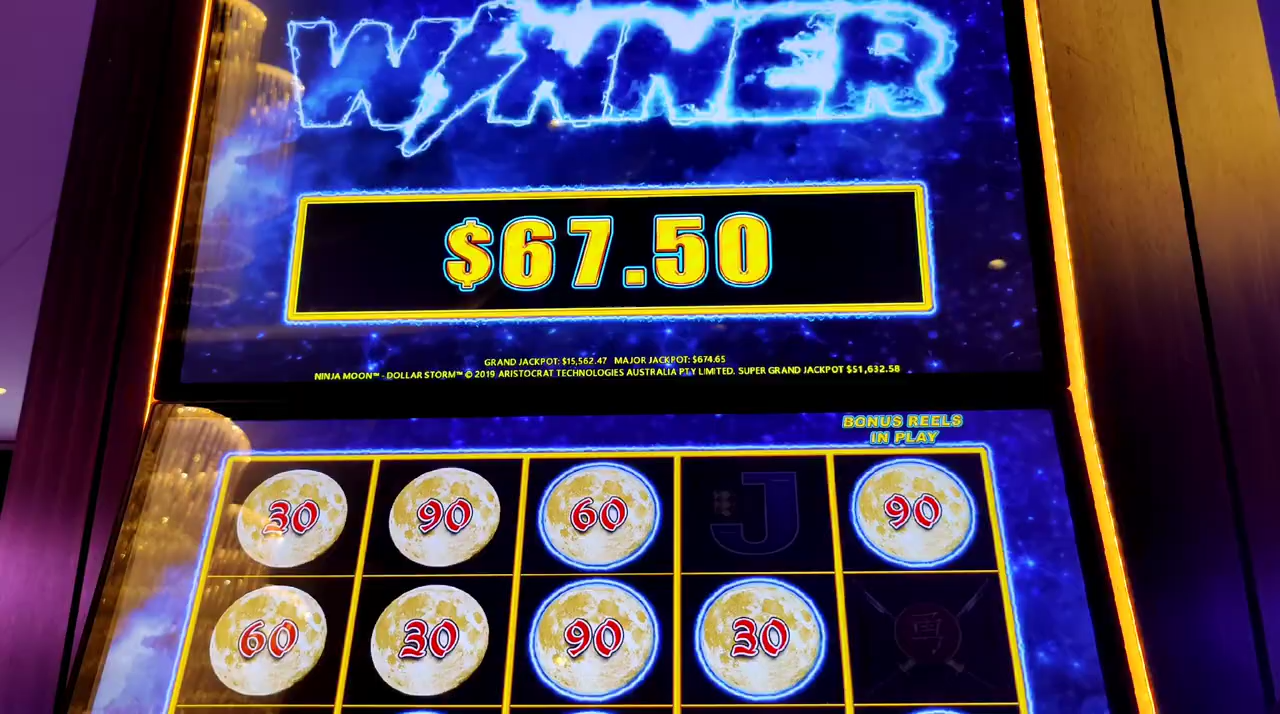 WINNER
$67.50
GRAND JACKPOT: $15,562.47 MAJOR JACKPOT: $674.65
NINJA MOON™ - DOLLAR STORM™ © 2019 ARISTOCRAT TECHNOLOGIES AUSTRALIA PTY LIMITED. SUPER GRAND JACKPOT $51,632.58
BONUS REELS
IN PLAY
30 90 60 J 90
60 30 90 30